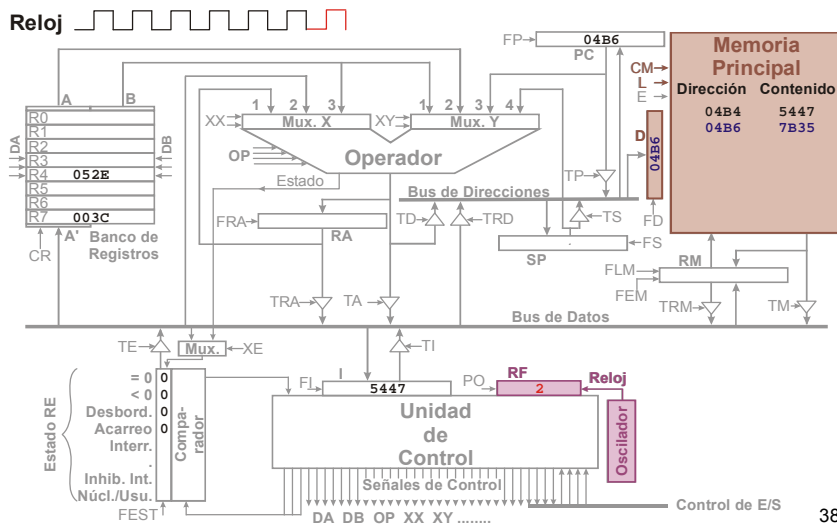 Reloj
FP
04B6
PC
Memoria
Principal
Dirección Contenido
04B4 5447
04B6 7B35
CM
L
E
D
04B6
FD
A B
R0
R1
R2
R3
R4 052E
R5
R6
R7 003C
DA
DB
A'
CR
Banco de
Registros
1 2 3
1 2 3 4
XX
Mux. X
XY
Mux. Y
OP
Operador
Estado
TP
Bus de Direcciones
FRA
RA
TD
TRD
TS
SP
FS
FLM
RM
FEM
TRA
TA
TRM
TM
Bus de Datos
TE
Mux.
XE
TI
I
FI
5447
PO
RF
2
Reloj
Oscilador
Estado RE
= 0 0
< 0 0
Desbord. 0
Acarreo 0
Interr.
.
Inhib. Int.
Núcl./Usu.
Compa-
rador
FEST
Unidad
de
Control
Señales de Control
DA DB OP XX XY ........
Control de E/S
38